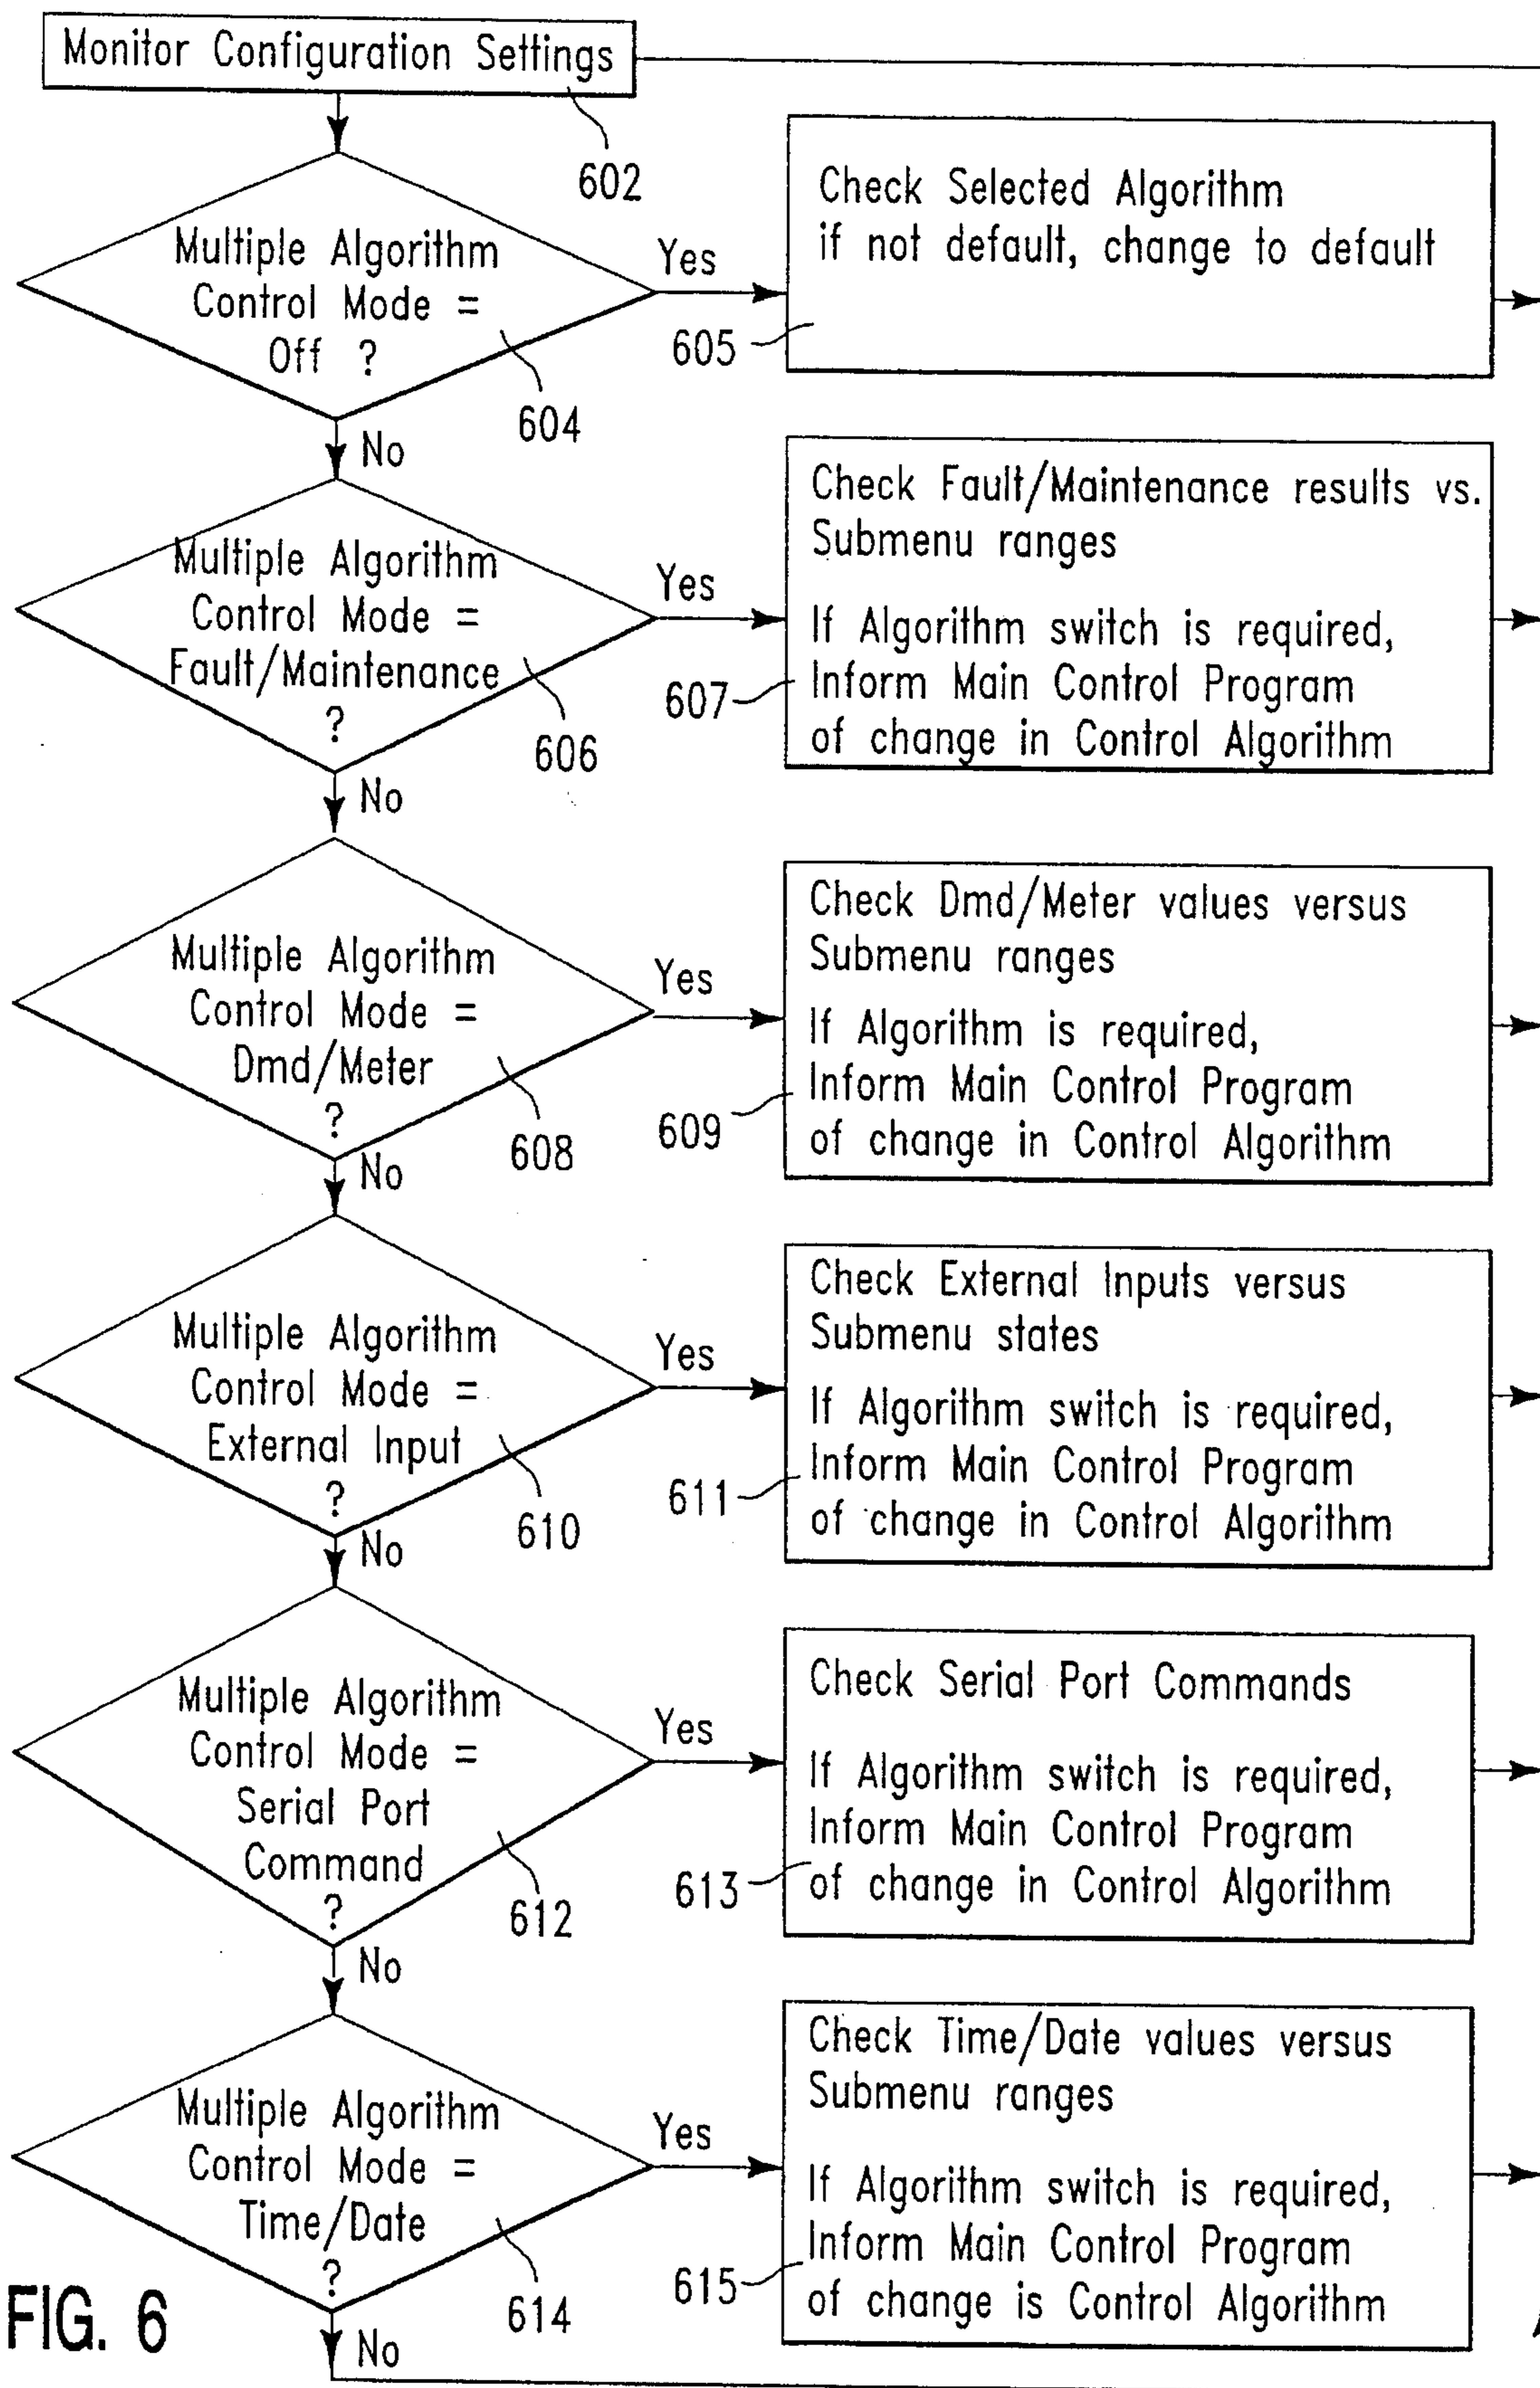 Monitor Configuration Settings
602
Multiple Algorithm
Control Mode =
Off ?
604
Yes
Check Selected Algorithm
if not default, change to default
605
No
Multiple Algorithm
Control Mode =
Fault/Maintenance
?
606
Yes
Check Fault/Maintenance results vs.
Submenu ranges
If Algorithm switch is required,
Inform Main Control Program
of change in Control Algorithm
607
No
Multiple Algorithm
Control Mode =
Dmd/Meter
?
608
Yes
Check Dmd/Meter values versus
Submenu ranges
If Algorithm is required,
Inform Main Control Program
of change in Control Algorithm
609
No
Multiple Algorithm
Control Mode =
External Input
?
610
Yes
Check External Inputs versus
Submenu states
If Algorithm switch is required,
Inform Main Control Program
of change in Control Algorithm
611
No
Multiple Algorithm
Control Mode =
Serial Port
Command
?
612
Yes
Check Serial Port Commands
If Algorithm switch is required,
Inform Main Control Program
of change in Control Algorithm
613
No
Multiple Algorithm
Control Mode =
Time/Date
?
614
Yes
Check Time/Date values versus
Submenu ranges
If Algorithm switch is required,
Inform Main Control Program
of change is Control Algorithm
615
No
FIG. 6